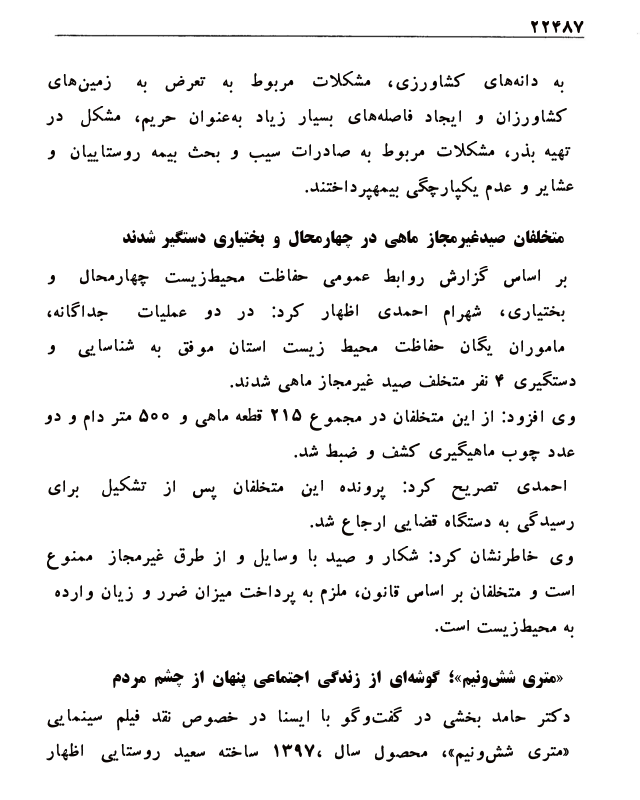 ۲۲۴۸۷
به دانه‌های کشاورزی، مشکلات مربوط به تعرض به زمین‌های
کشاورزان و ایجاد فاصله‌های بسیار زیاد به‌عنوان حریم، مشکل در
تهیه بذر، مشکلات مربوط به صادرات سیب و بحث بیمه روستاییان و
عشایر و عدم یکپارچگی بیمهپرداختند.
متخلفان صیدغیرمجاز ماهی در چهارمحال و بختیاری دستگیر شدند
بر اساس گزارش روابط عمومی حفاظت محیط‌زیست چهارمحال و
بختیاری، شهرام احمدی اظهار کرد: در دو عملیات جداگانه،
ماموران یگان حفاظت محیط زیست استان موفق به شناسایی و
دستگیری ۴ نفر متخلف صید غیرمجاز ماهی شدند.
وی افزود: از این متخلفان در مجموع ۲۱۵ قطعه ماهی و ۵۰۰ متر دام و دو
عدد چوب ماهیگیری کشف و ضبط شد.
احمدی تصریح کرد: پرونده این متخلفان پس از تشکیل برای
رسیدگی به دستگاه قضایی ارجاع شد.
وی خاطرنشان کرد: شکار و صید با وسایل و از طرق غیرمجاز ممنوع
است و متخلفان بر اساس قانون، ملزم به پرداخت میزان ضرر و زیان وارده
به محیط‌زیست است.
«متری شش‌ونیم»؛ گوشه‌ای از زندگی اجتماعی پنهان از چشم مردم
دکتر حامد بخشی در گفت‌وگو با ایسنا در خصوص نقد فیلم سینمایی
«متری شش‌ونیم»، محصول سال ،۱۳۹۷ ساخته سعید روستایی اظهار